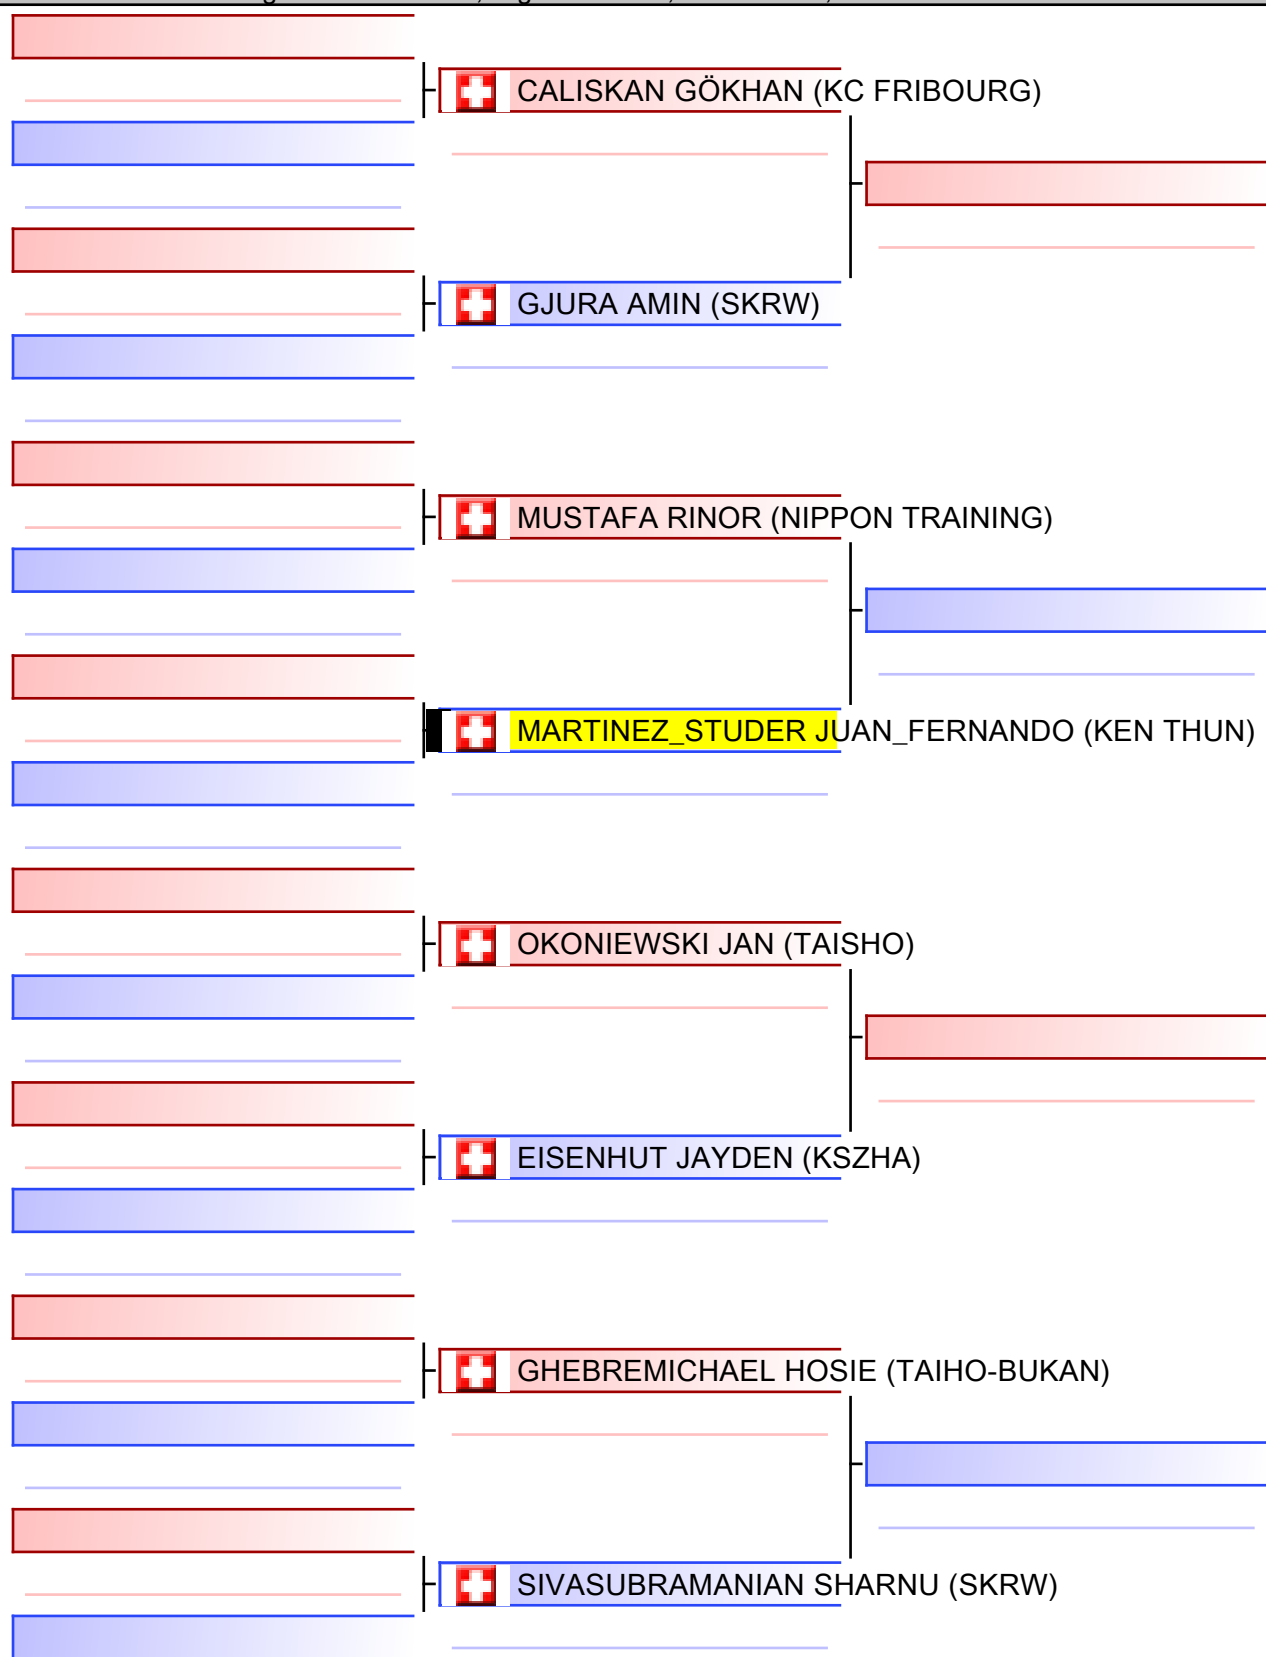 CALISKAN GÖKHAN (KC FRIBOURG)
GJURA AMIN (SKRW)
MUSTAFA RINOR (NIPPON TRAINING)
MARTINEZ_STUDER JUAN_FERNANDO (KEN THUN)
OKONIEWSKI JAN (TAISHO)
EISENHUT JAYDEN (KSZHA)
GHEBREMICHAEL HOSIE (TAIHO-BUKAN)
SIVASUBRAMANIAN SHARNU (SKRW)